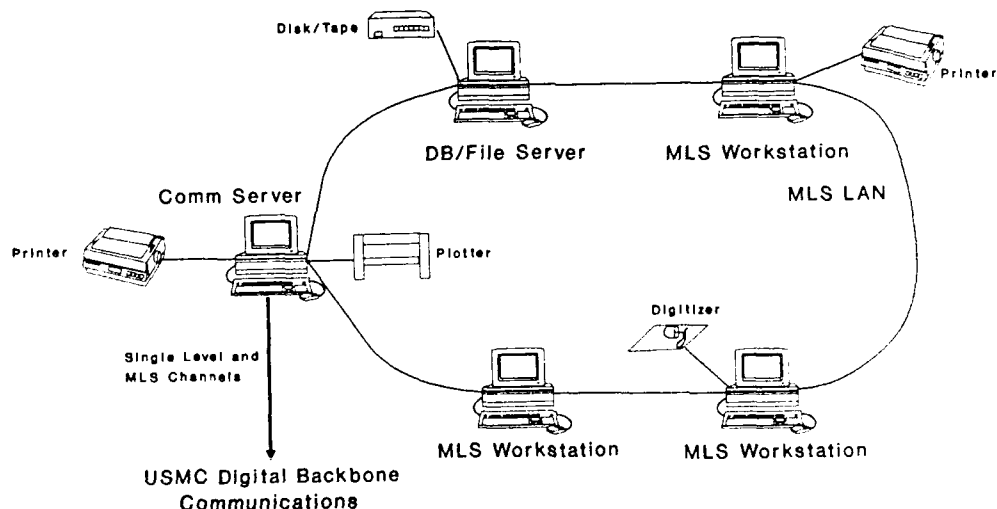 Disk/Tape
Printer
DB/File Server
MLS Workstation
MLS LAN
Comm Server
Printer
Plotter
Digitizer
Single Level and
MLS Channels
MLS Workstation
MLS Workstation
USMC Digital Backbone
Communications